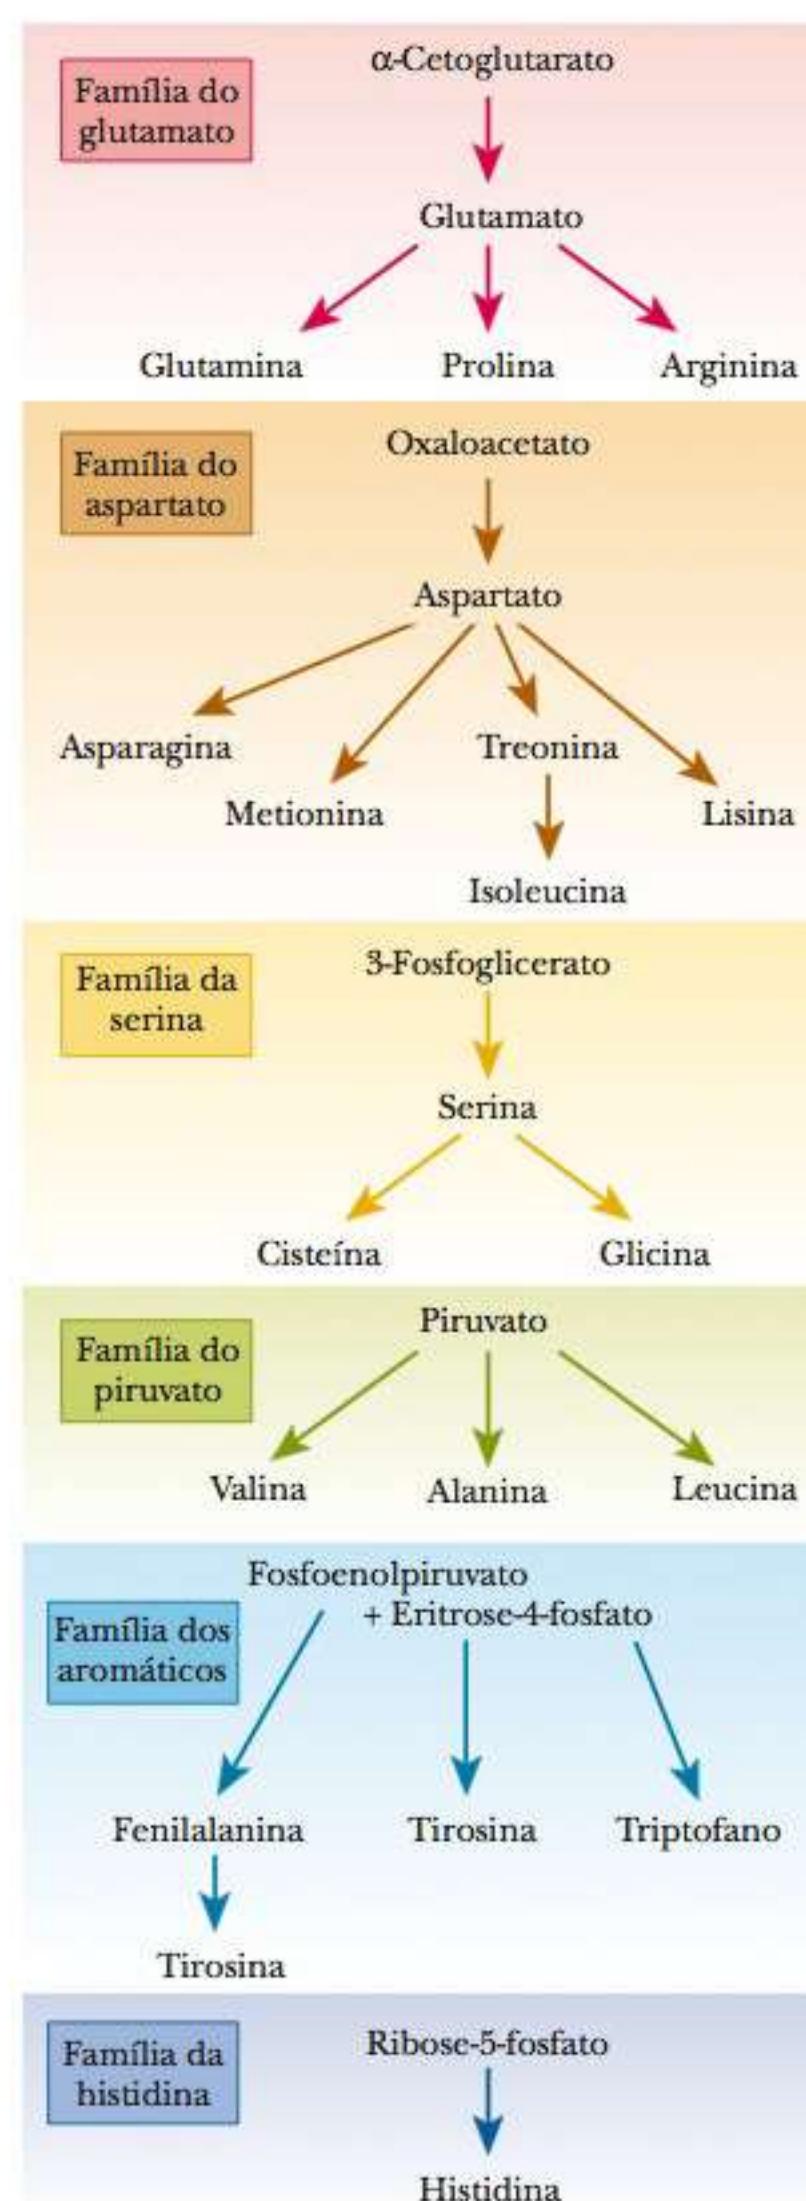 Família do
glutamato
α-Cetoglutarato
Glutamato
Glutamina Prolina Arginina
Família do
aspartato
Oxaloacetato
Aspartato
Asparagina Treonina
Metionina Lisina
Isoleucina
Família da
serina
3-Fosfoglicerato
Serina
Cisteína Glicina
Família do
piruvato
Piruvato
Valina Alanina Leucina
Família dos
aromáticos
Fosfoenolpiruvato
+ Eritrose-4-fosfato
Fenilalanina Tirosina Triptofano
Tirosina
Família da
histidina
Ribose-5-fosfato
Histidina